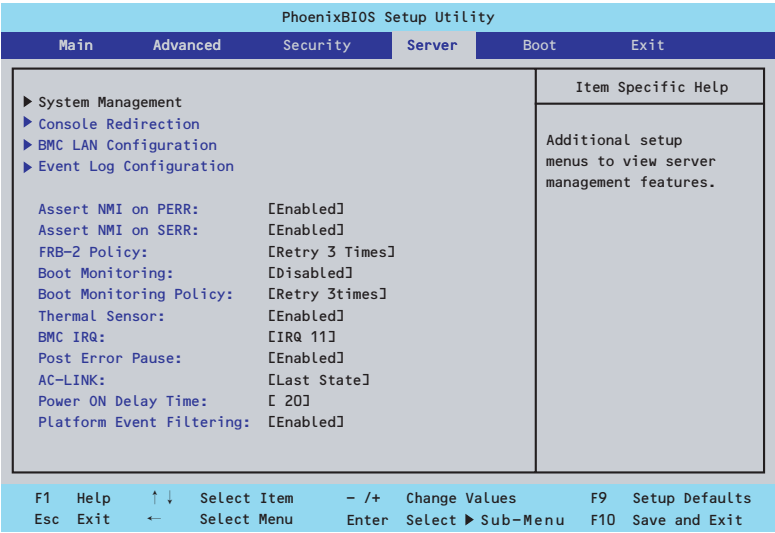 PhoenixBIOS Setup Utility
Main Advanced Security Server Boot Exit
▶ System Management
▶ Console Redirection
▶ BMC LAN Configuration
▶ Event Log Configuration
Assert NMI on PERR: [Enabled]
Assert NMI on SERR: [Enabled]
FRB-2 Policy: [Retry 3 Times]
Boot Monitoring: [Disabled]
Boot Monitoring Policy: [Retry 3times]
Thermal Sensor: [Enabled]
BMC IRQ: [IRQ 11]
Post Error Pause: [Enabled]
AC-LINK: [Last State]
Power ON Delay Time: [ 20]
Platform Event Filtering: [Enabled]
Item Specific Help
Additional setup
menus to view server
management features.
F1 Help ↑↓ Select Item - /+ Change Values F9 Setup Defaults
Esc Exit ← Select Menu Enter Select ▶ Sub-Menu F10 Save and Exit